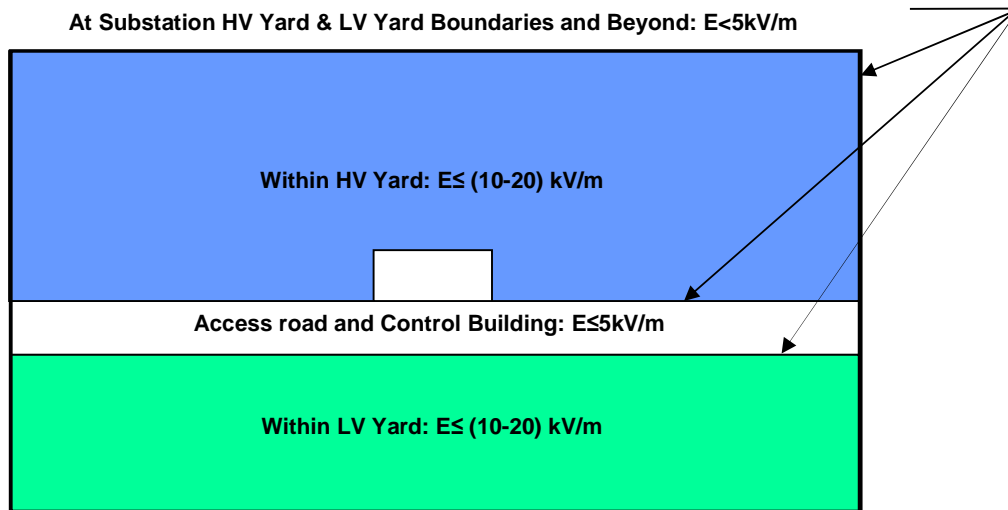 At Substation HV Yard & LV Yard Boundaries and Beyond: E<5kV/m
Within HV Yard: E≤ (10-20) kV/m
Access road and Control Building: E≤5kV/m
Within LV Yard: E≤ (10-20) kV/m